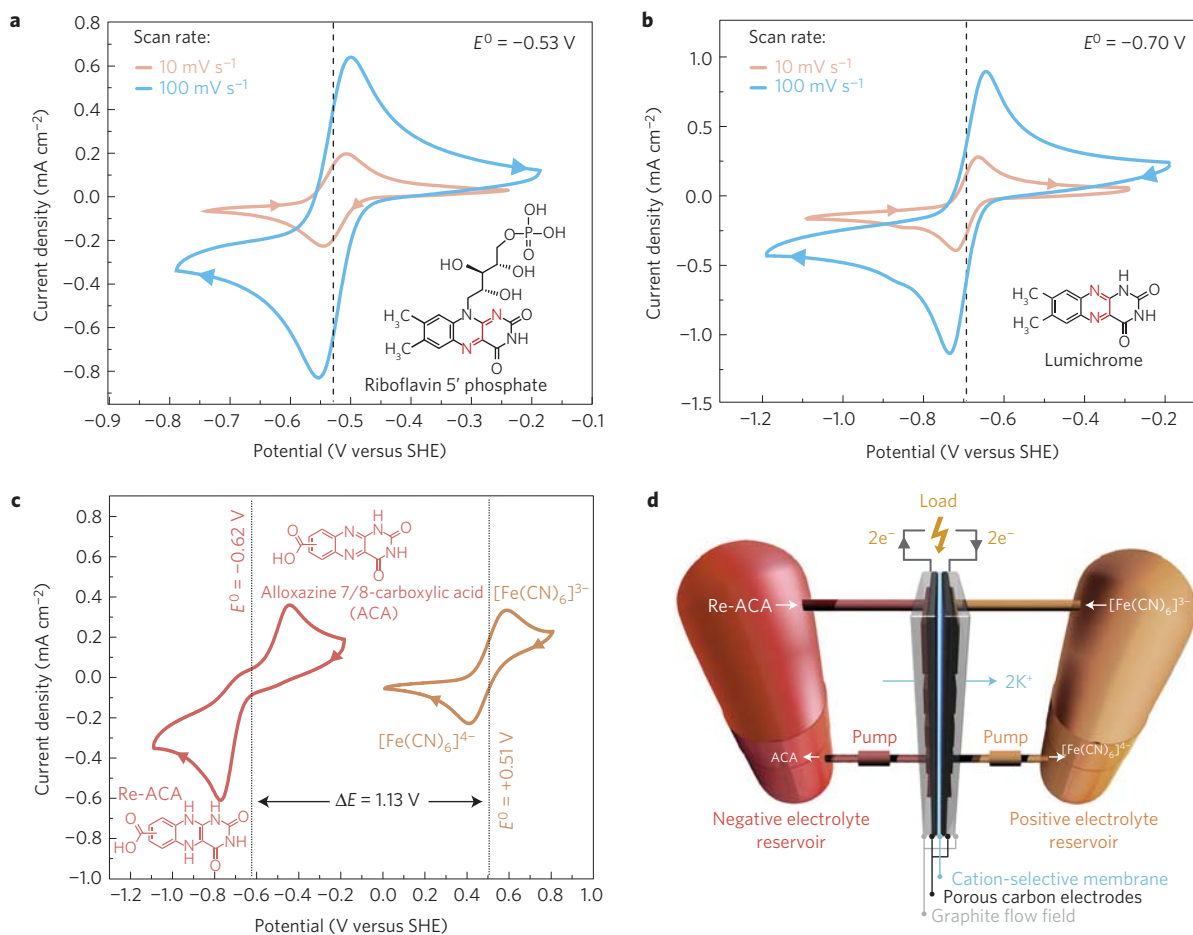 a
Scan rate:
10 mV s⁻¹
100 mV s⁻¹
E⁰ = −0.53 V
0.8
0.6
0.4
0.2
0.0
−0.2
−0.4
−0.6
−0.8
Current density (mA cm⁻²)
O
OH
P
OH
O
HO
OH
OH
H₃C
H₃C
N
N
O
NH
N
O
Riboflavin 5′ phosphate
−0.8
−0.7
−0.6
−0.5
−0.4
−0.3
−0.2
−0.1
Potential (V versus SHE)
b
Scan rate:
10 mV s⁻¹
100 mV s⁻¹
E⁰ = −0.70 V
1.0
0.5
0.0
−0.5
−1.0
−1.5
Current density (mA cm⁻²)
H₃C
H₃C
N
H
N
O
NH
N
O
Lumichrome
−1.2
−1.0
−0.8
−0.6
−0.4
−0.2
Potential (V versus SHE)
c
0.8
0.6
0.4
0.2
0.0
−0.2
−0.4
−0.6
−0.8
−1.0
Current density (mA cm⁻²)
E⁰ = −0.62 V
O
HO
N
H
N
O
NH
N
O
Alloxazine 7/8-carboxylic acid
(ACA)
[Fe(CN)₆]³⁻
[Fe(CN)₆]⁴⁻
E⁰ = +0.51 V
ΔE = 1.13 V
Re-ACA
O
HO
H
N
H
N
O
NH
N
H
O
−1.2
−1.0
−0.8
−0.6
−0.4
−0.2
0.0
0.2
0.4
0.6
0.8
1.0
Potential (V versus SHE)
d
Load
2e⁻
2e⁻
Re-ACA
[Fe(CN)₆]³⁻
2K⁺
Pump
Pump
ACA
[Fe(CN)₆]⁴⁻
Negative electrolyte
reservoir
Positive electrolyte
reservoir
Cation-selective membrane
Porous carbon electrodes
Graphite flow field